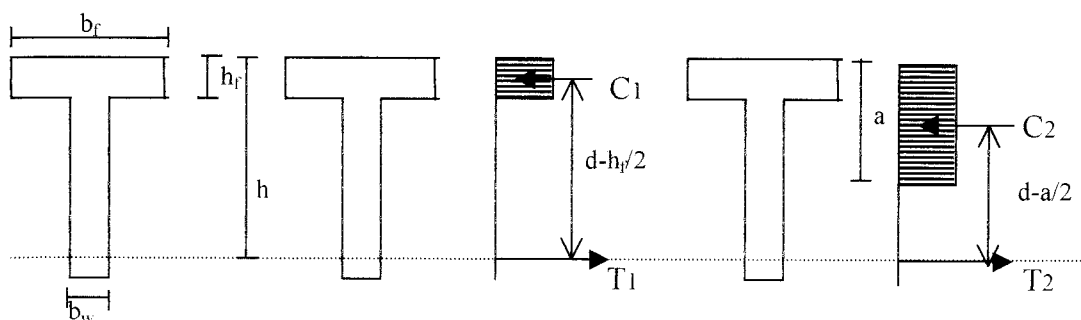 b_f
h_f
h
b_w
C1
d-h_f/2
T1
a
C2
d-a/2
T2